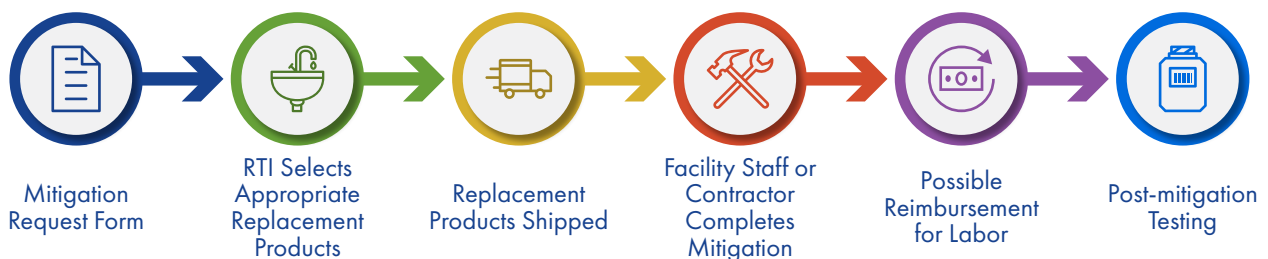 Mitigation
Request Form
RTI Selects
Appropriate
Replacement
Products
Replacement
Products Shipped
Facility Staff or
Contractor
Completes
Mitigation
Possible
Reimbursement
for Labor
Post-mitigation
Testing